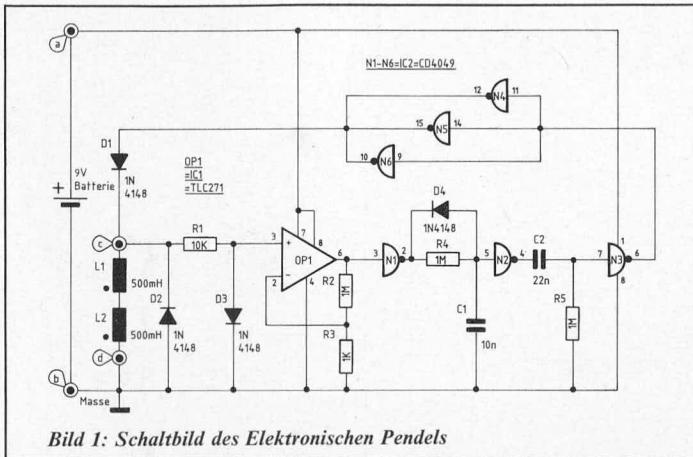 a
N1-N6=IC2=CD4049
12
N4
11
15
N5
14
10
N6
9
D1
1N
4148
9V
Batterie
+
OP1
=IC1
=TLC271
D4
1N4148
c
R1
10K
3
+
7
8
OP1
6
-
2
4
3
N1
2
R4
1M
5
N2
4
C2
22n
7
N3
1
6
8
L1
500mH
L2
500mH
D2
1N
4148
D3
1N
4148
R2
1M
R3
1K
C1
10n
R5
1M
d
b
Masse
Bild 1: Schaltbild des Elektronischen Pendels